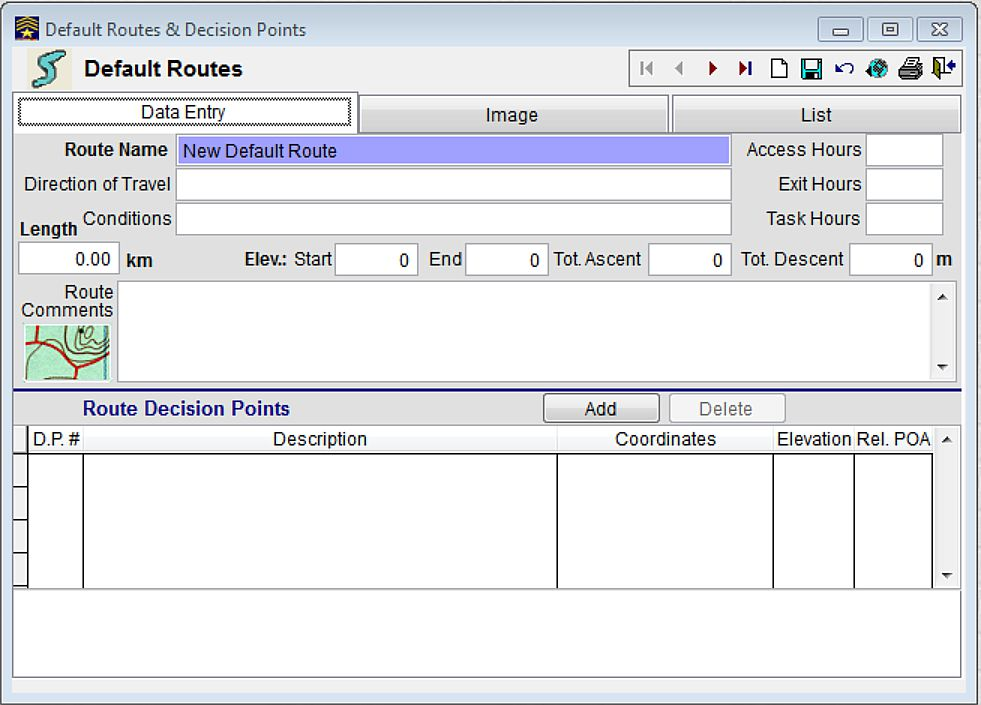 Default Routes & Decision Points
Default Routes
Data Entry Image List
Route Name New Default Route Access Hours
Direction of Travel Exit Hours
Conditions Task Hours
Length
0.00 km Elev.: Start 0 End 0 Tot. Ascent 0 Tot. Descent 0 m
Route
Comments
Route Decision Points Add Delete
D.P. # Description Coordinates Elevation Rel. POA